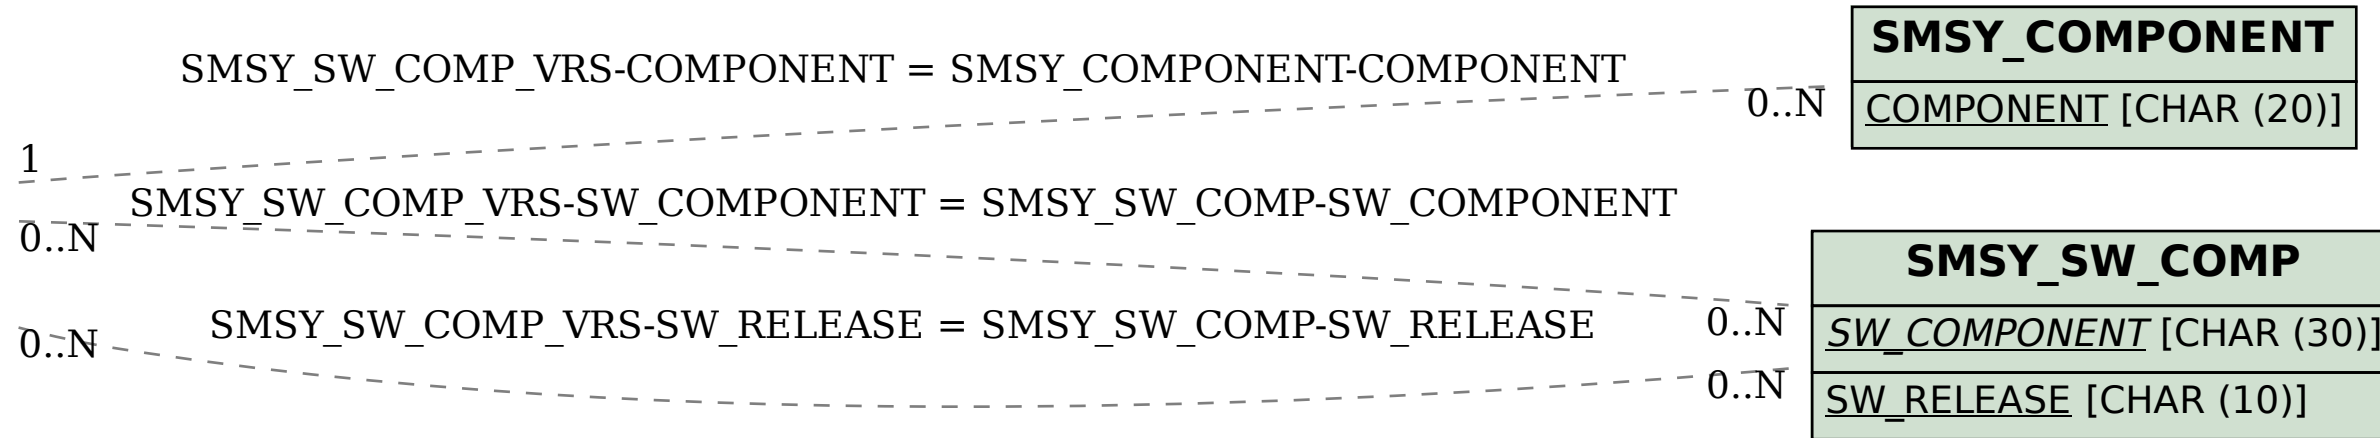 SMSY_COMPONENT
SMSY_SW_COMP_VRS-COMPONENT = SMSY_COMPONENT-COMPONENT
0..N
COMPONENT [CHAR (20)]
1
SMSY_SW_COMP_VRS-SW_COMPONENT = SMSY_SW_COMP-SW_COMPONENT
0..N
SMSY_SW_COMP
SMSY_SW_COMP_VRS-SW_RELEASE = SMSY_SW_COMP-SW_RELEASE
0..N
SW_COMPONENT [CHAR (30)]
0..N
0..N
SW_RELEASE [CHAR (10)]